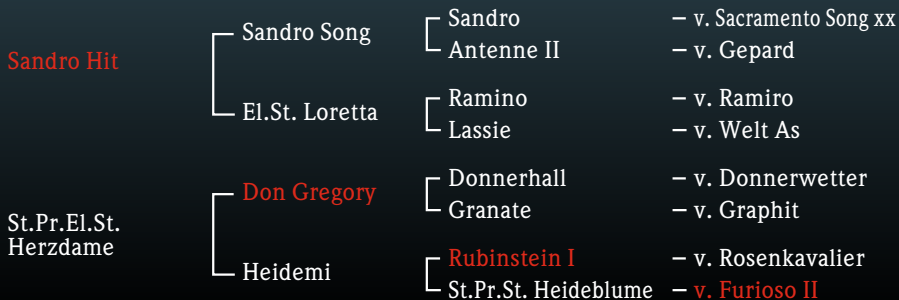 Sandro Hit
Sandro Song
Sandro – v. Sacramento Song xx
Antenne II – v. Gepard
El.St. Loretta
Ramino – v. Ramiro
Lassie – v. Welt As
St.Pr.El.St.
Herzdame
Don Gregory
Donnerhall – v. Donnerwetter
Granate – v. Graphit
Heidemi
Rubinstein I – v. Rosenkavalier
St.Pr.St. Heideblume – v. Furioso II